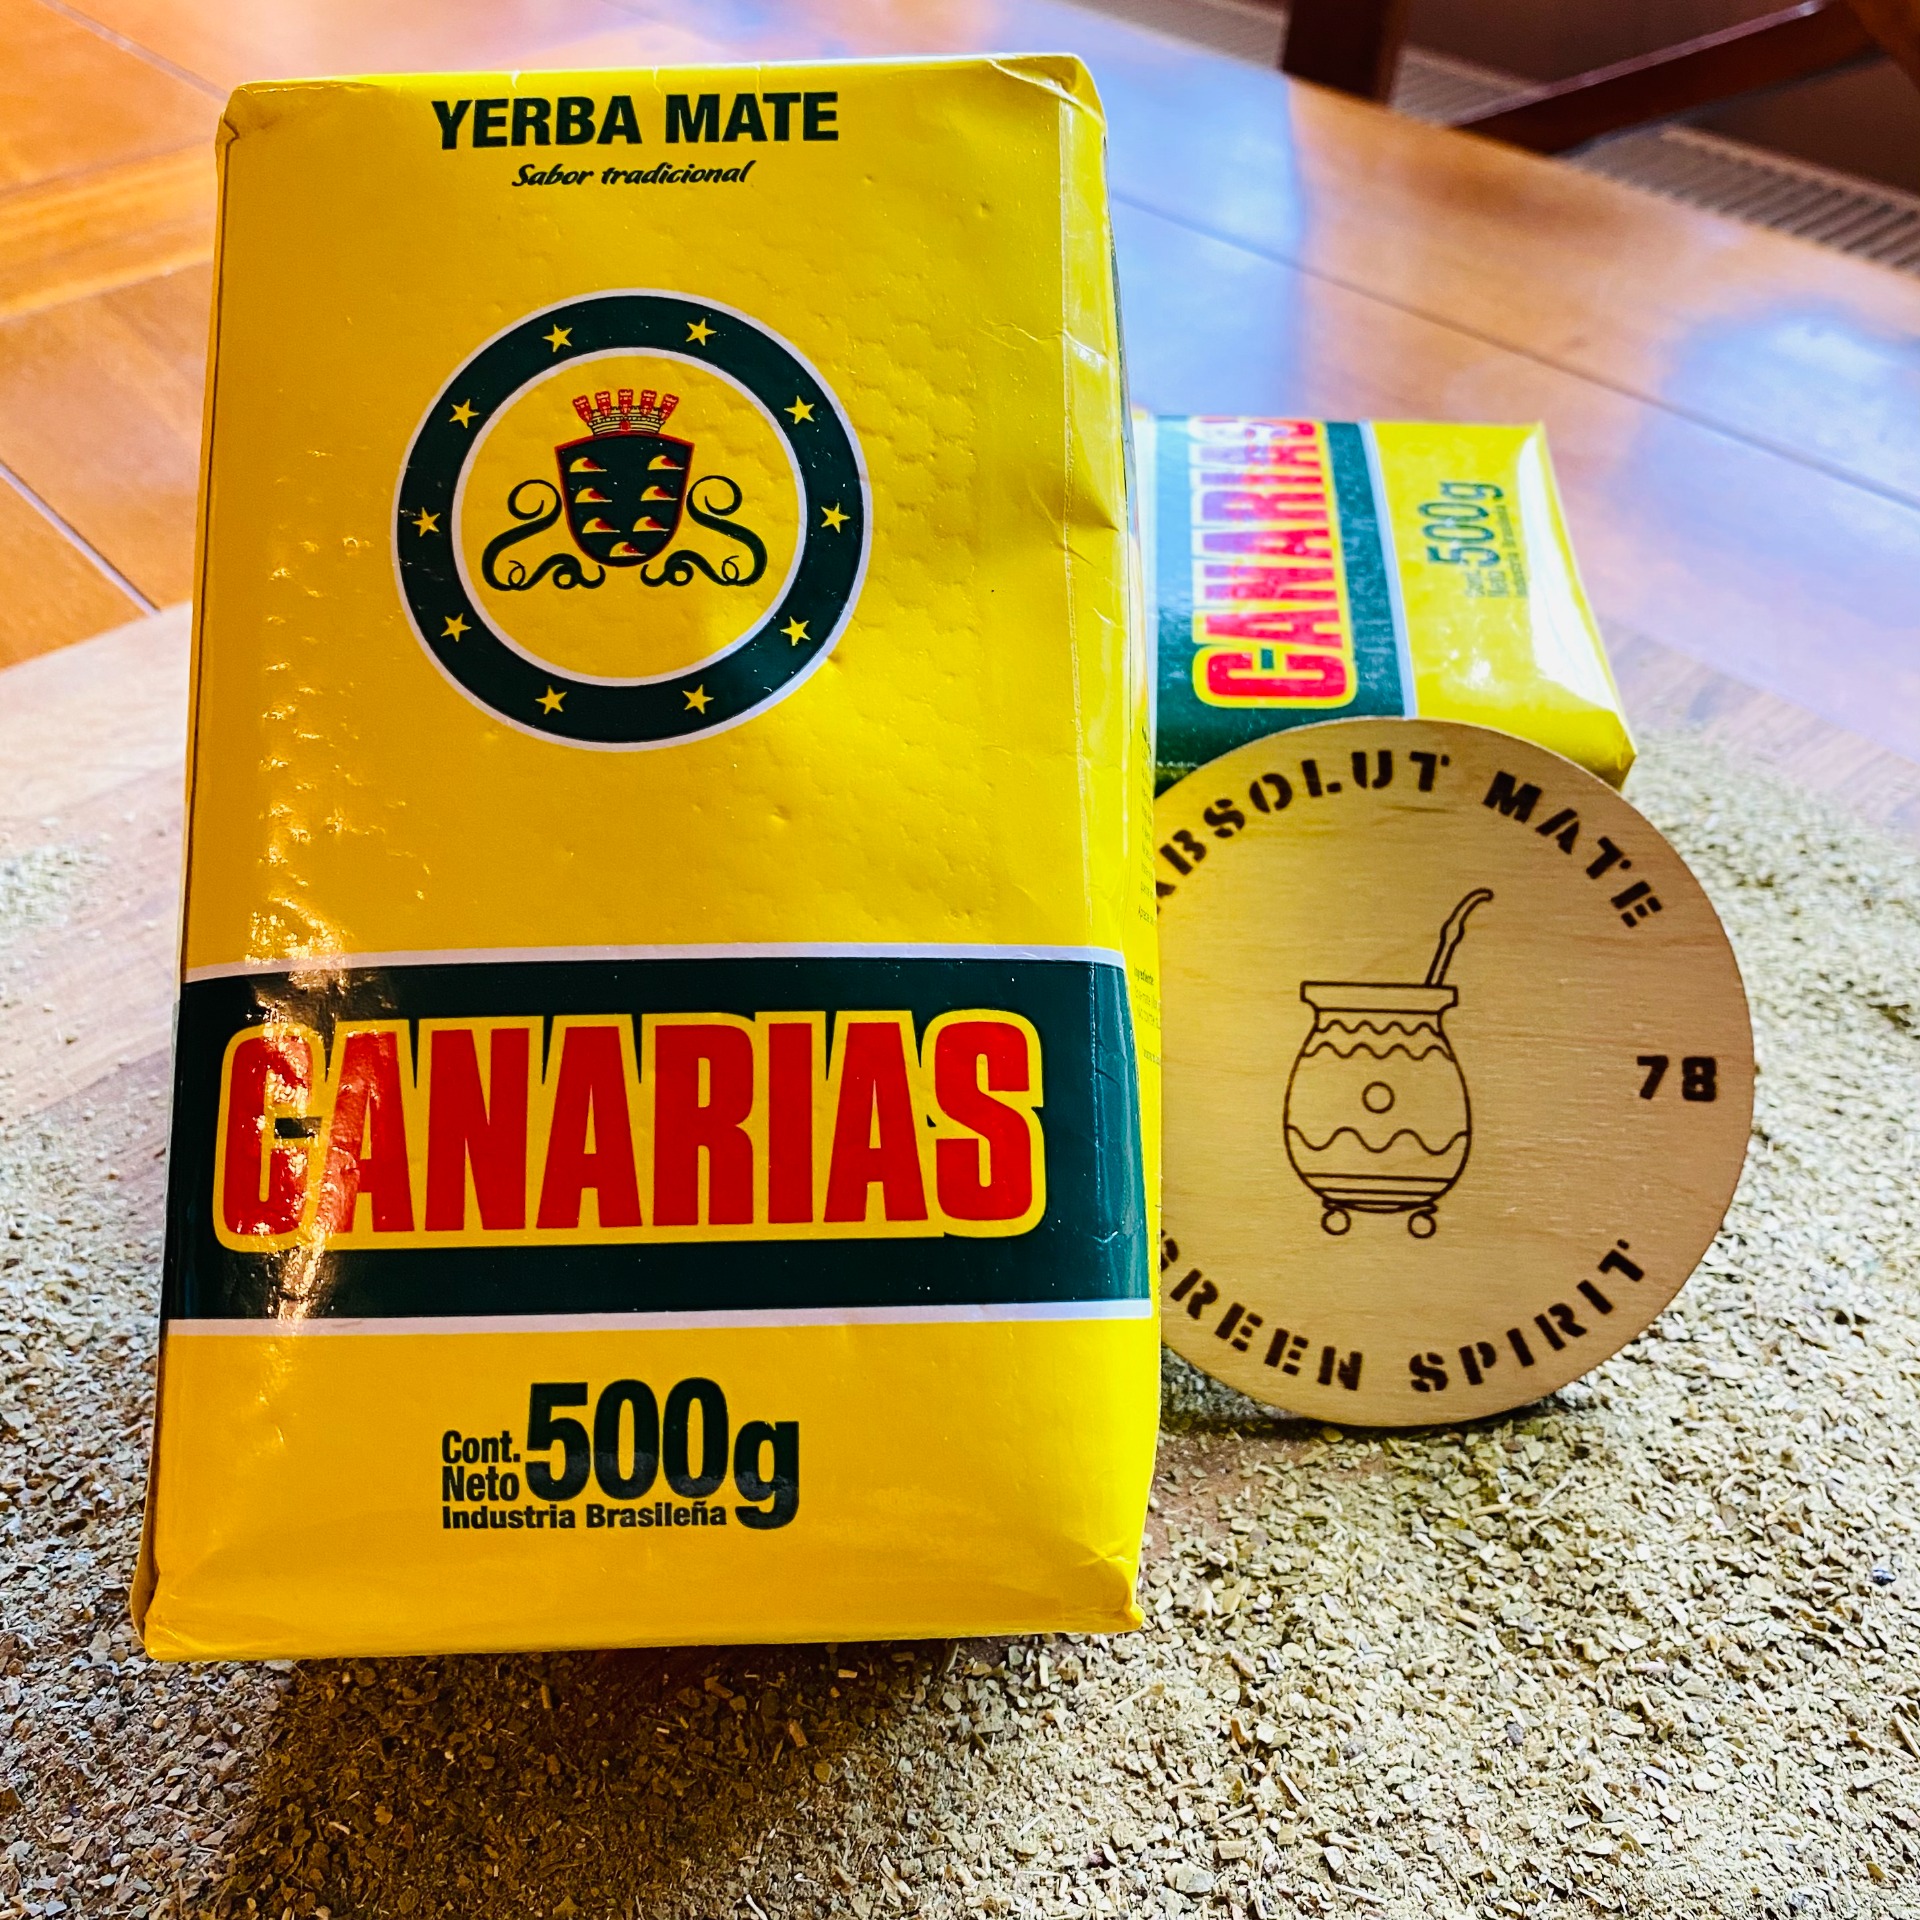 YERBA MATE
Sabor tradicional
CANARIAS
Cont.
Neto 500g
Industria Brasileña
CANARIAS
500g
ABSOLUT MATE
78
GREEN SPIRIT